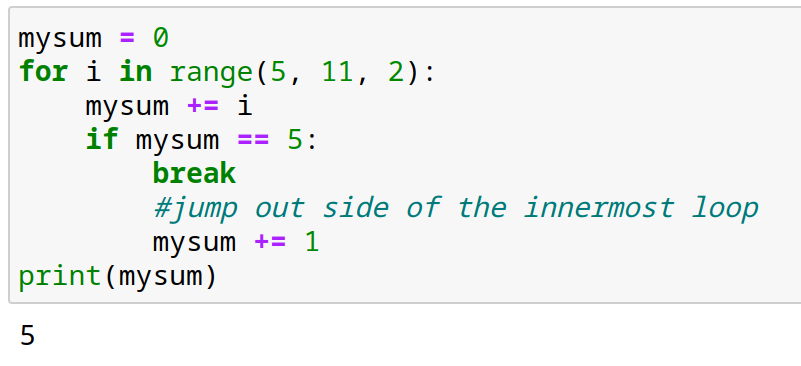 mysum = 0
for i in range(5, 11, 2):
    mysum += i
    if mysum == 5:
        break
        #jump out side of the innermost loop
        mysum += 1
print(mysum)
5